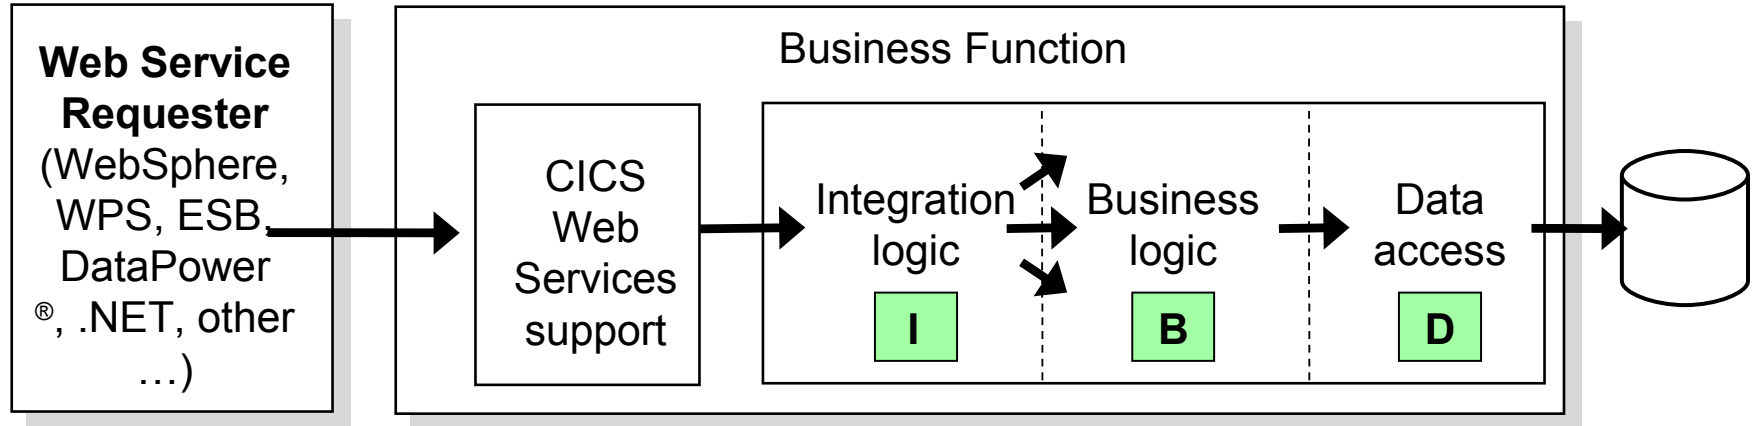 Web Service
Requester
(WebSphere,
WPS, ESB,
DataPower
®, .NET, other
…)
Business Function
CICS
Web
Services
support
Integration
logic
I
Business
logic
B
Data
access
D